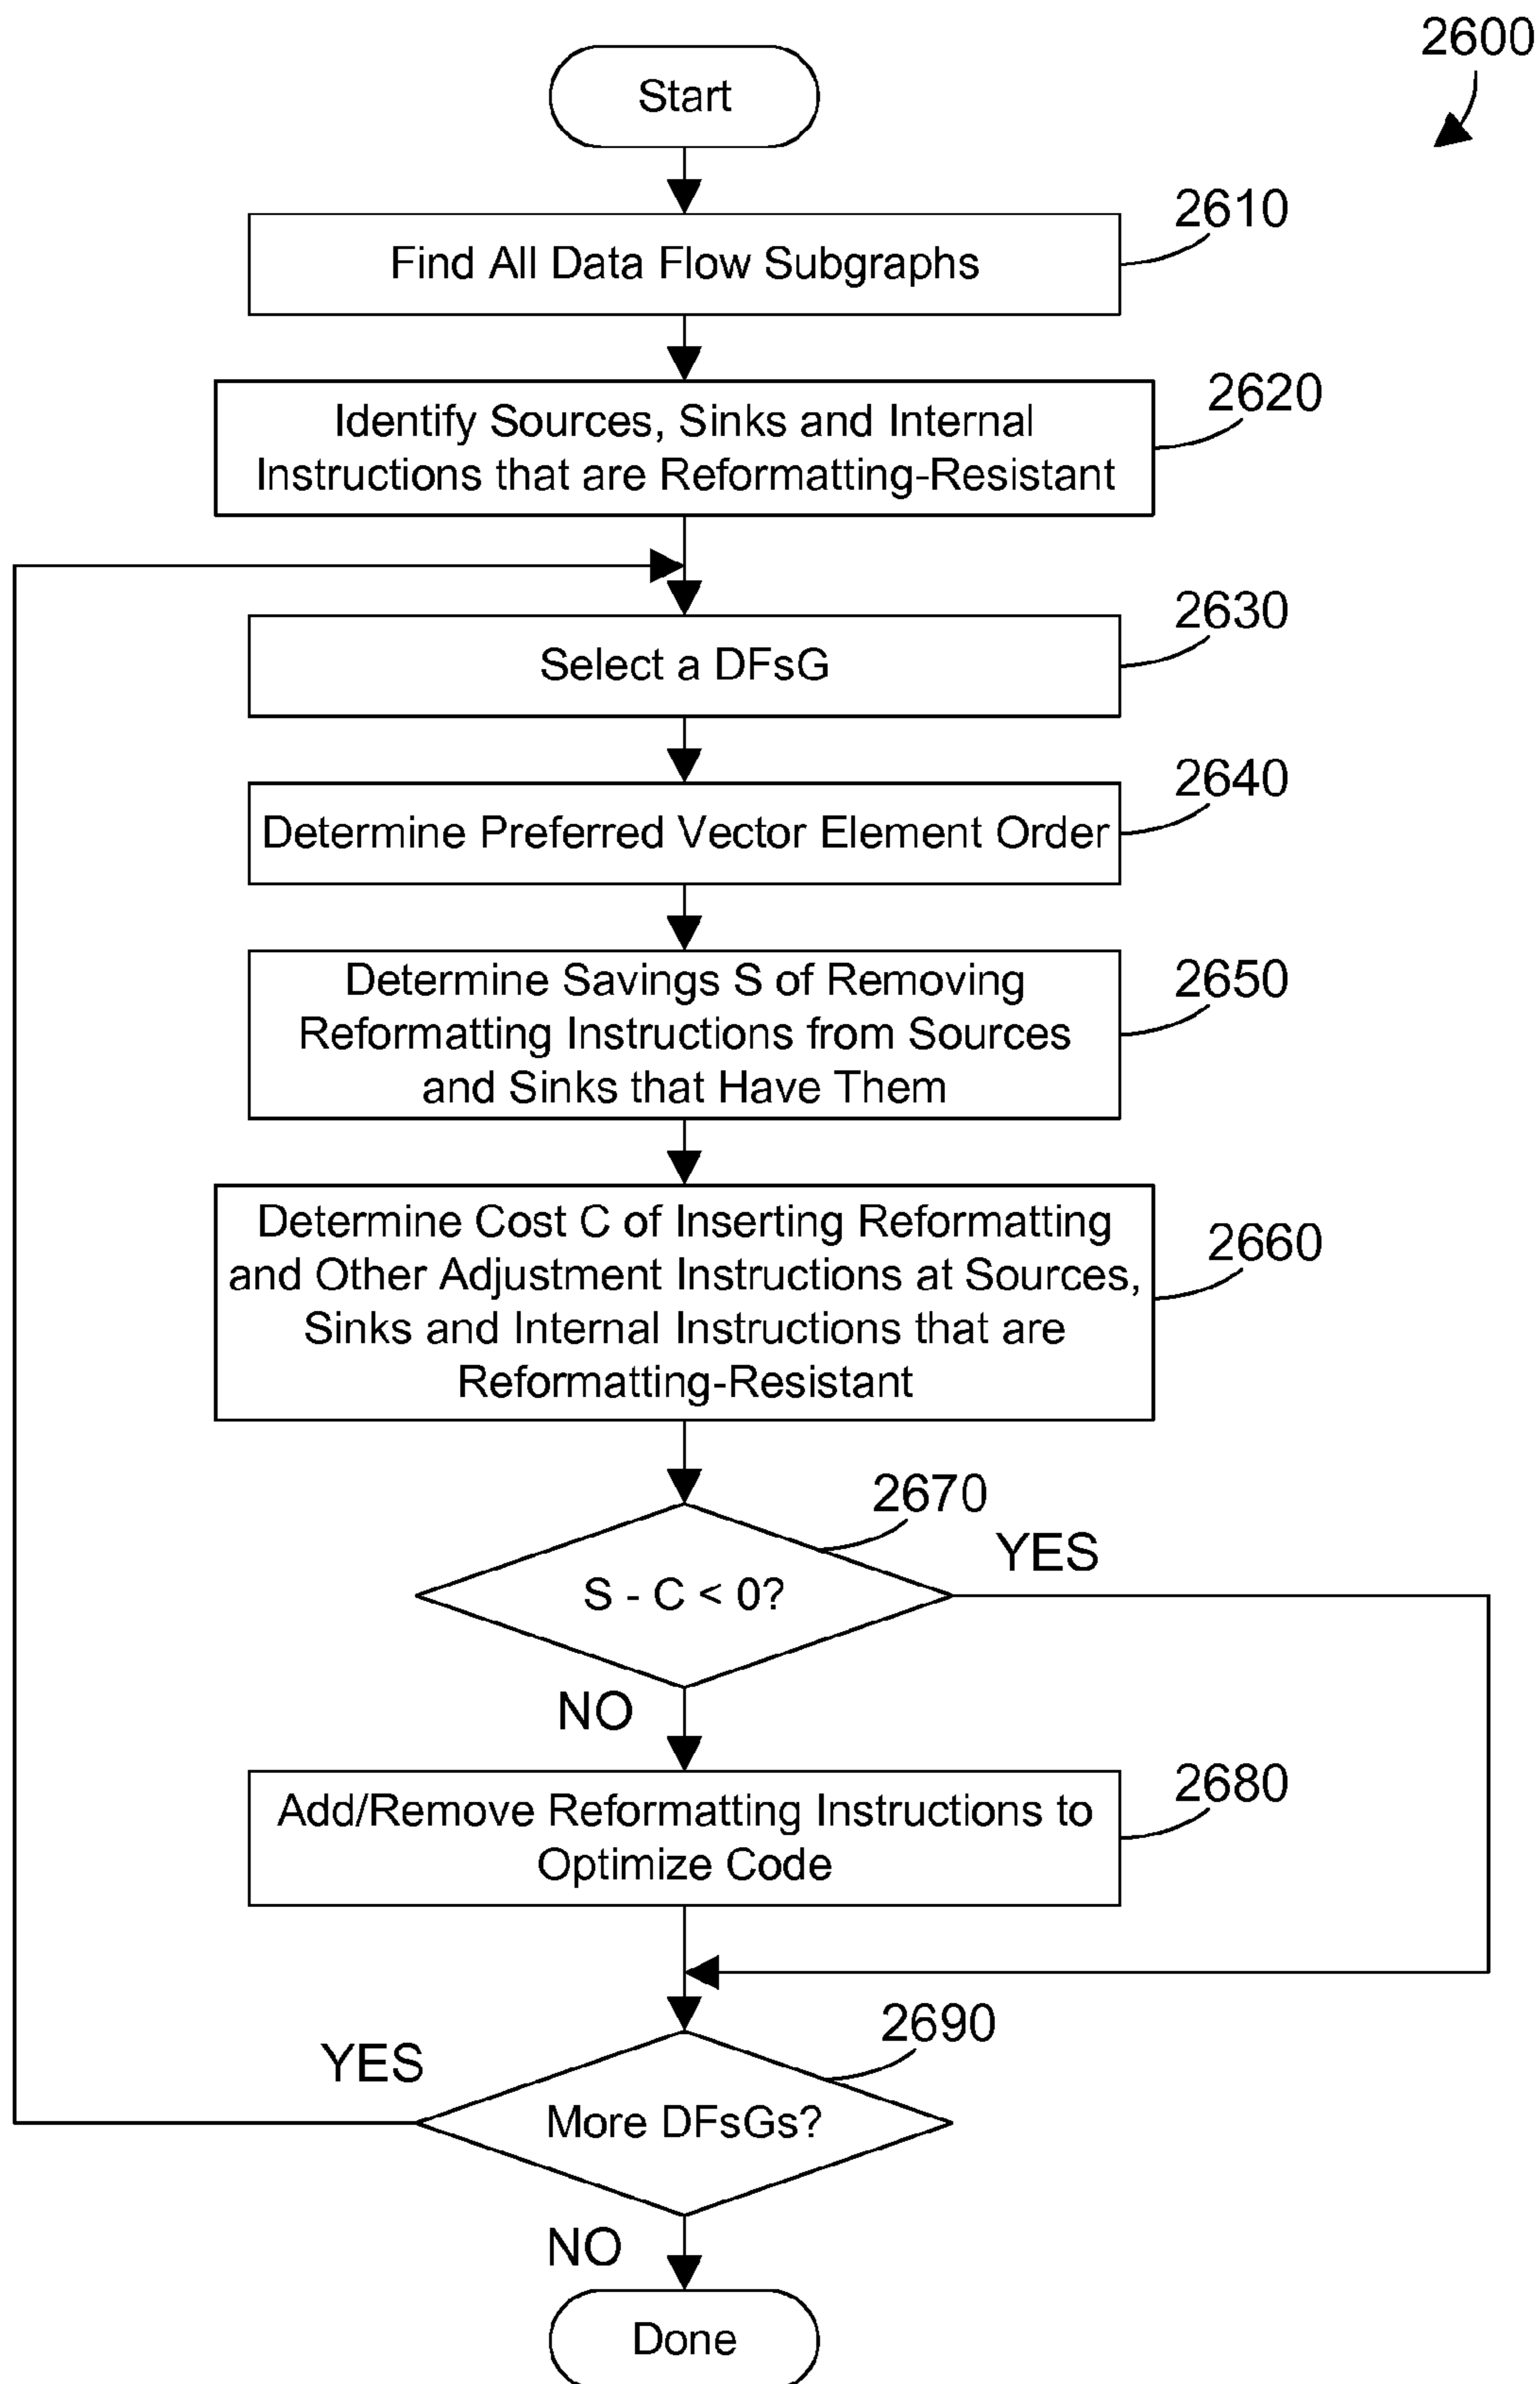 2600
Start
2610
Find All Data Flow Subgraphs
2620
Identify Sources, Sinks and Internal
Instructions that are Reformatting-Resistant
2630
Select a DFsG
2640
Determine Preferred Vector Element Order
2650
Determine Savings S of Removing
Reformatting Instructions from Sources
and Sinks that Have Them
2660
Determine Cost C of Inserting Reformatting
and Other Adjustment Instructions at Sources,
Sinks and Internal Instructions that are
Reformatting-Resistant
2670
YES
S - C < 0?
NO
2680
Add/Remove Reformatting Instructions to
Optimize Code
2690
YES
More DFsGs?
NO
Done